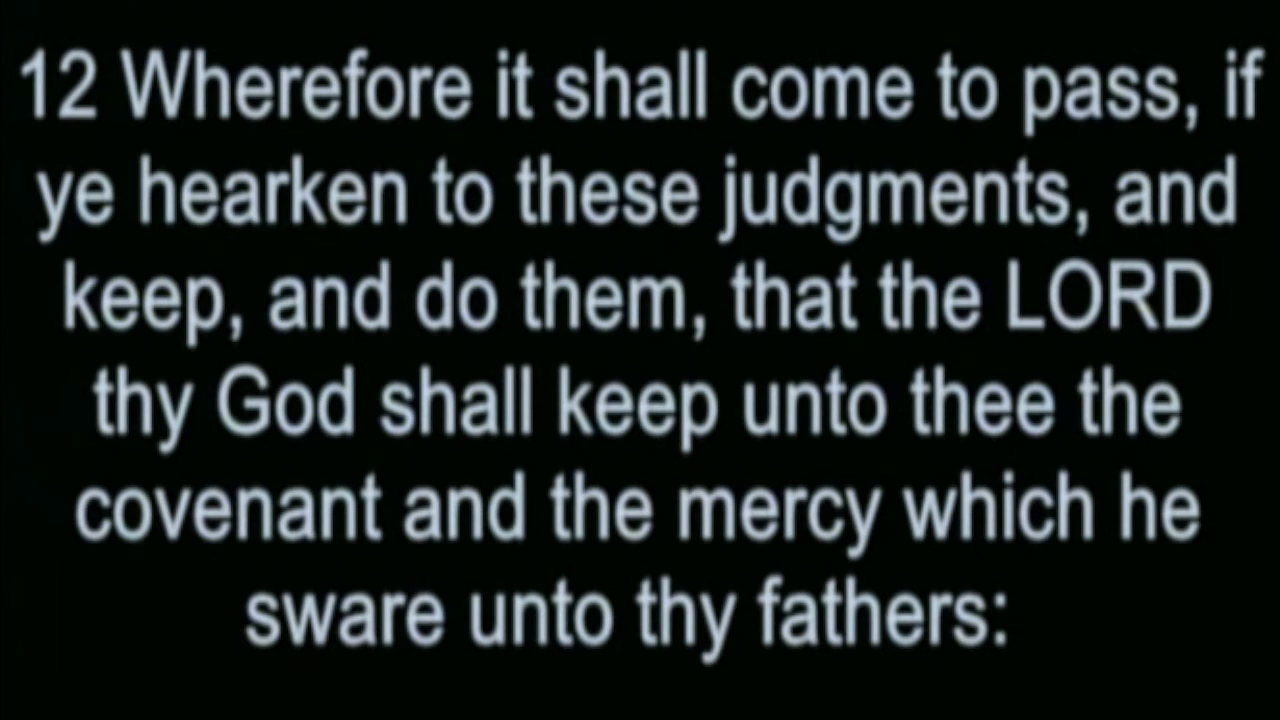 12 Wherefore it shall come to pass, if
ye hearken to these judgments, and
keep, and do them, that the LORD
thy God shall keep unto thee the
covenant and the mercy which he
sware unto thy fathers: